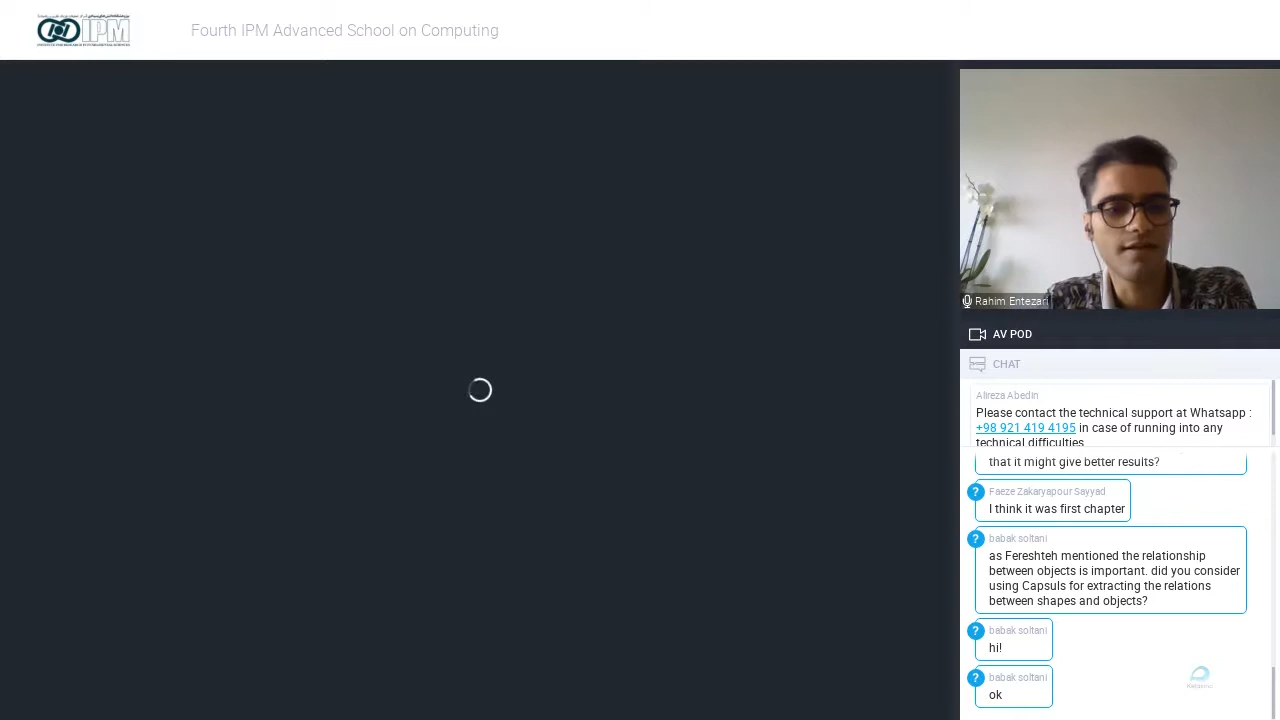 IPM
Fourth IPM Advanced School on Computing
Rahim Entezari
AV POD
CHAT
Alireza Abedin
Please contact the technical support at Whatsapp :
+98 921 419 4195 in case of running into any
technical difficulties
that it might give better results?
? Faeze Zakaryapour Sayyad
I think it was first chapter
? babak soltani
as Fereshteh mentioned the relationship
between objects is important. did you consider
using Capsuls for extracting the relations
between shapes and objects?
? babak soltani
hi!
? babak soltani
ok